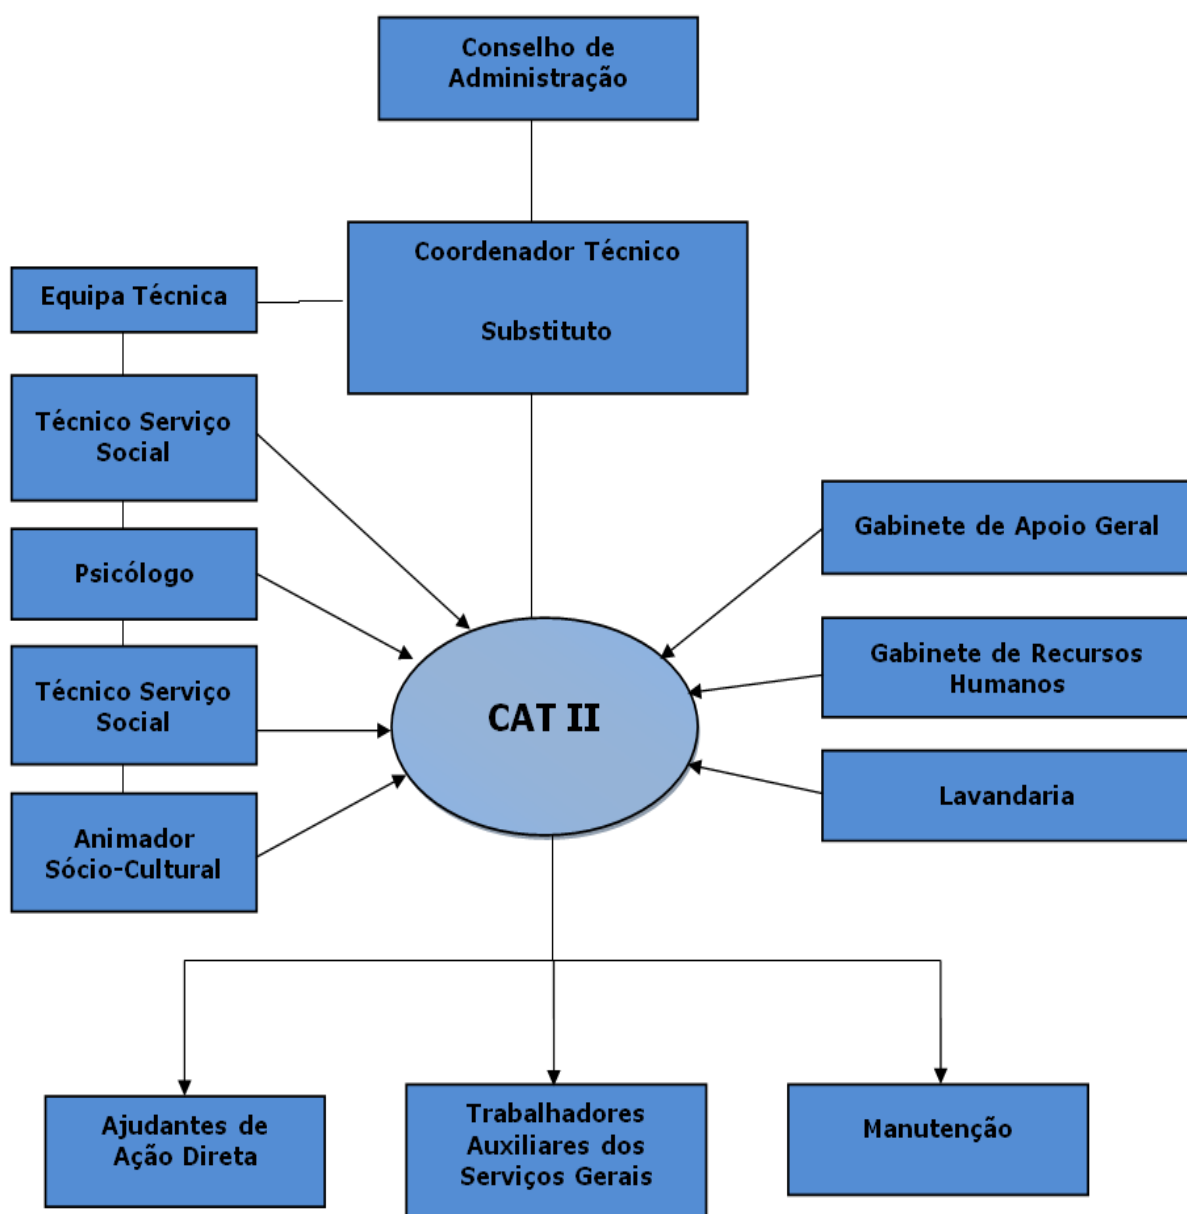 Conselho de
Administração
Coordenador Técnico
Substituto
Equipa Técnica
Técnico Serviço
Social
Psicólogo
Técnico Serviço
Social
Animador
Sócio-Cultural
CAT II
Gabinete de Apoio Geral
Gabinete de Recursos
Humanos
Lavandaria
Ajudantes de
Ação Direta
Trabalhadores
Auxiliares dos
Serviços Gerais
Manutenção